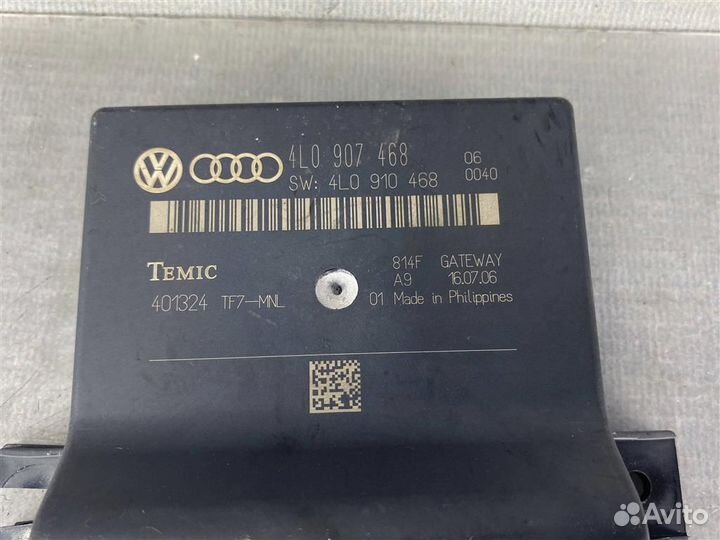 4L0 907 468 06
SW: 4L0 910 468 0040
TEMIC 814F GATEWAY
A9 16.07.06
401324 TF7-MNL 01 Made in Philippines
Avito